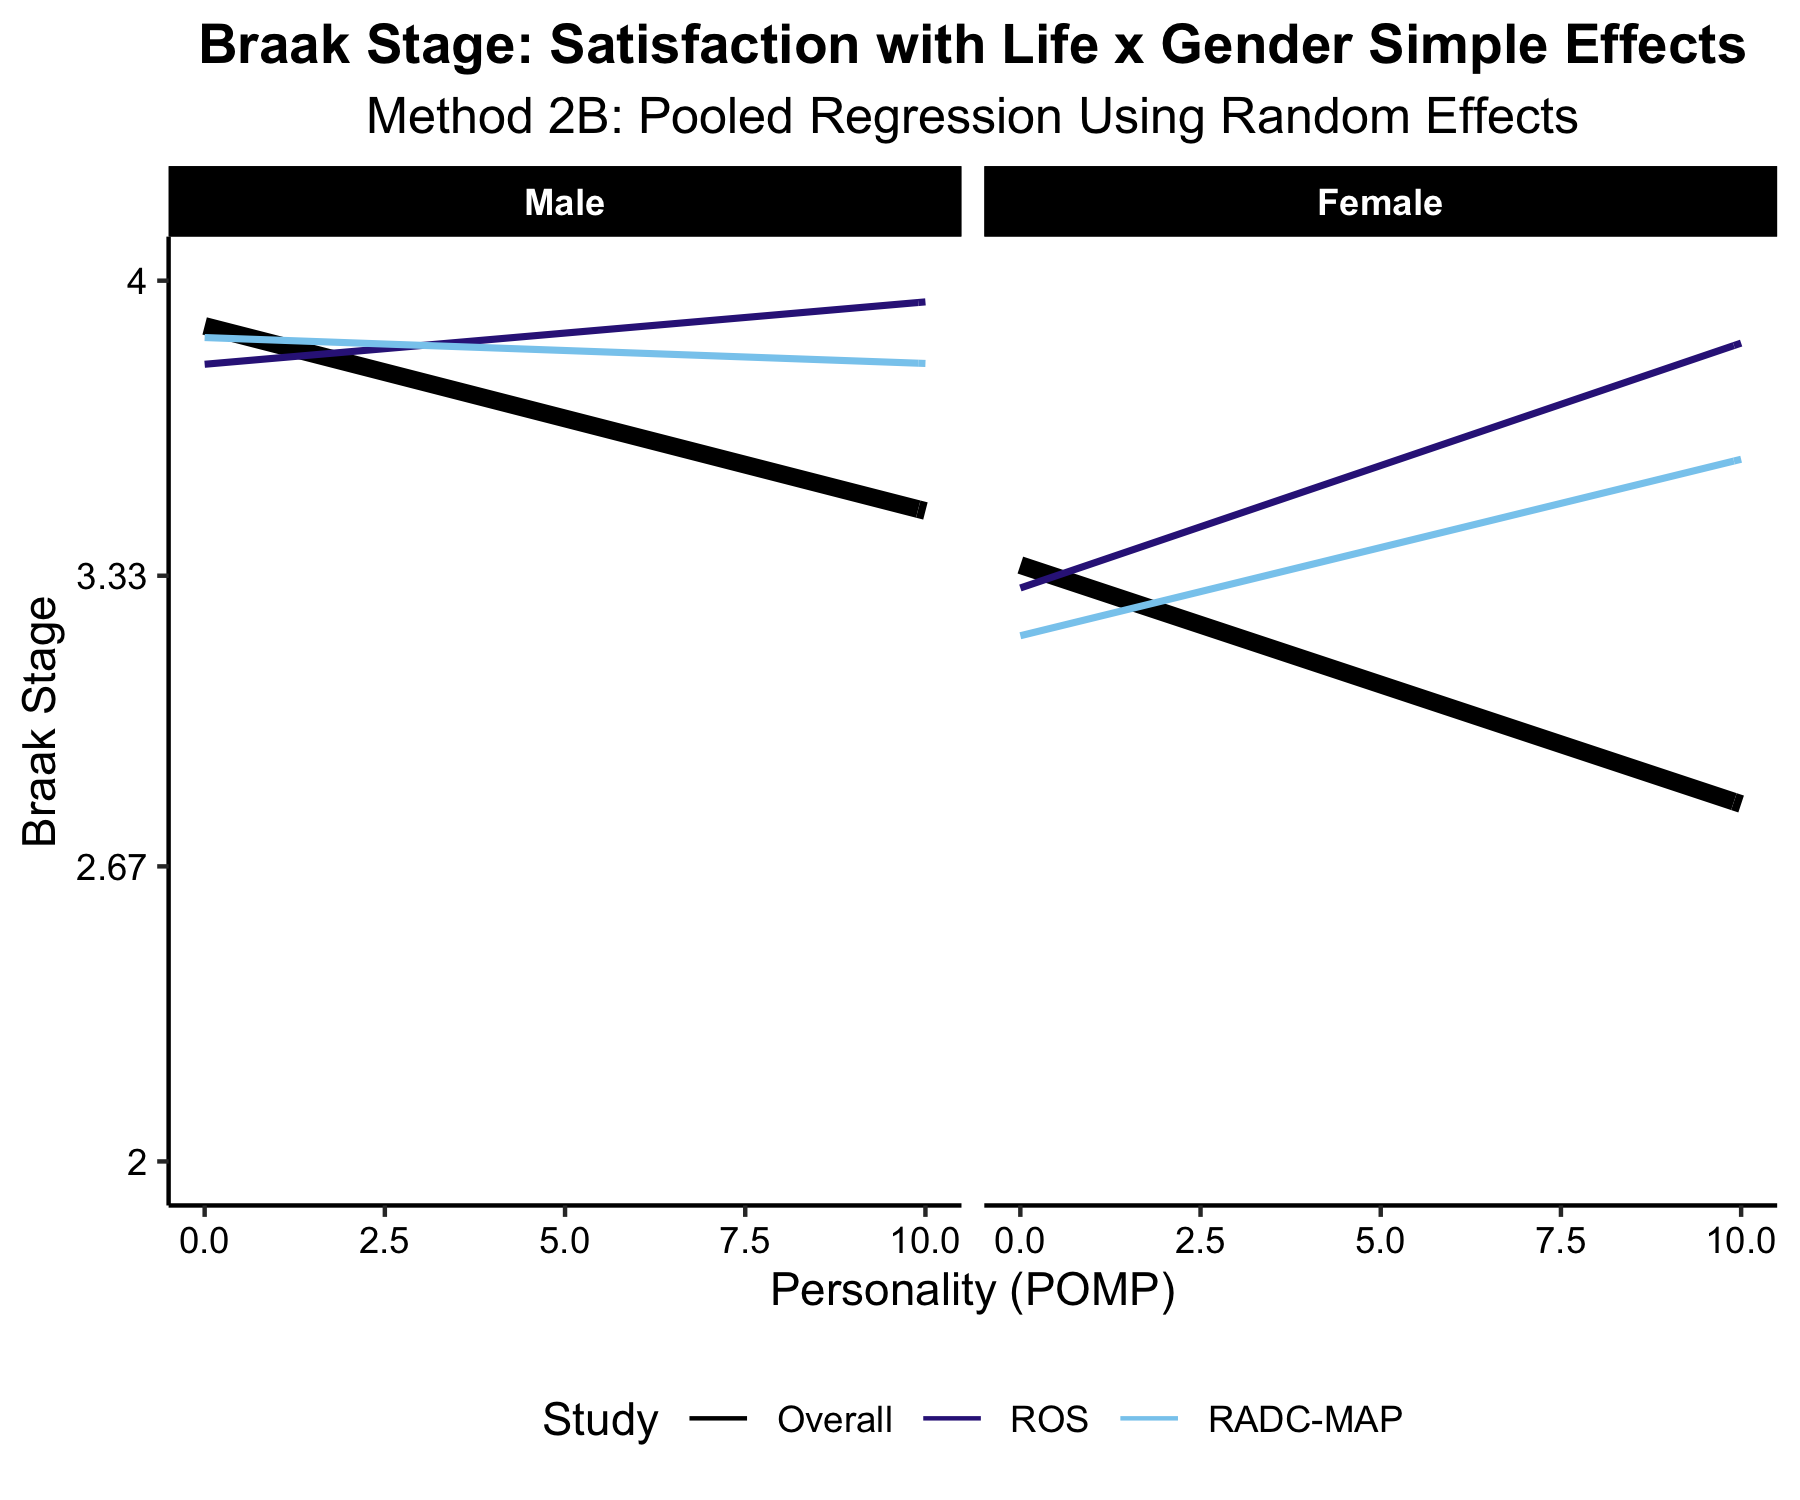 Braak Stage: Satisfaction with Life x Gender Simple Effects
Method 2B: Pooled Regression Using Random Effects
Male
Female
Braak Stage
4
3.33
2.67
2
0.0 2.5 5.0 7.5 10.0
0.0 2.5 5.0 7.5 10.0
Personality (POMP)
Study Overall ROS RADC-MAP